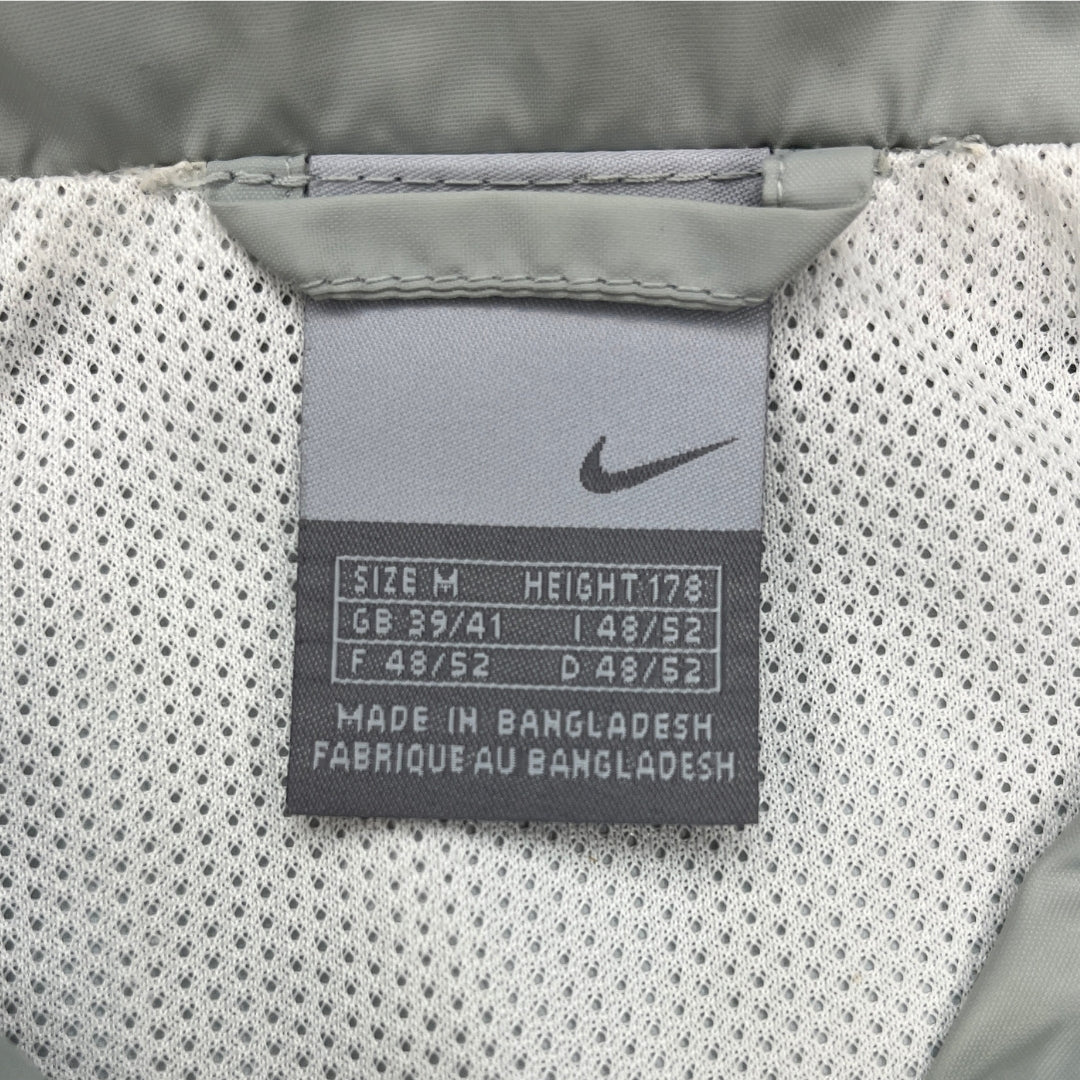 SIZE M HEIGHT 178
GB 39/41 I 48/52
F 48/52 D 48/52
MADE IN BANGLADESH
FABRIQUE AU BANGLADESH